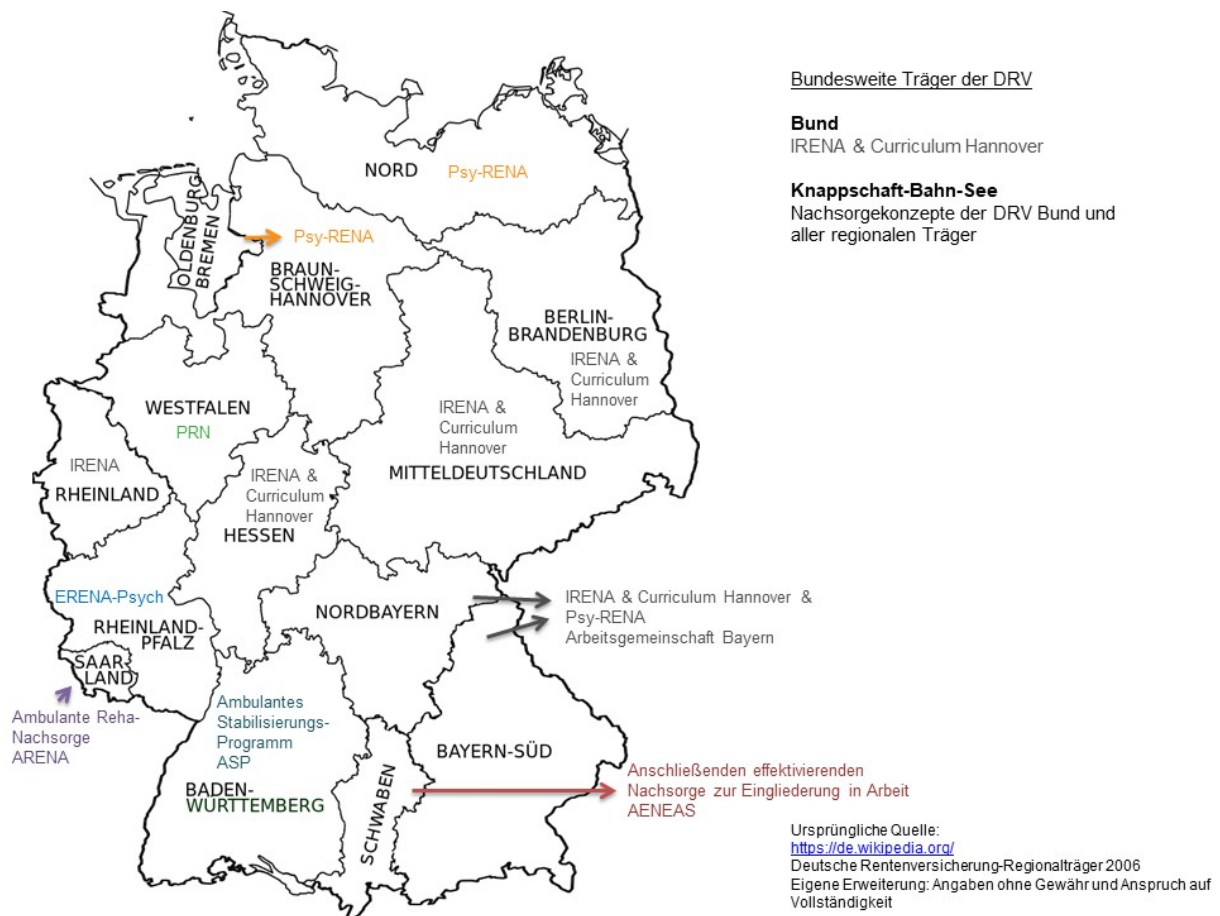 Bundesweite Träger der DRV
Bund
IRENA & Curriculum Hannover
Knappschaft-Bahn-See
Nachsorgekonzepte der DRV Bund und
aller regionalen Träger
NORD
Psy-RENA
OLDENBURG
BREMEN
Psy-RENA
BRAUN-
SCHWEIG-
HANNOVER
BERLIN-
BRANDENBURG
IRENA &
Curriculum
Hannover
WESTFALEN
PRN
IRENA &
Curriculum
Hannover
MITTELDEUTSCHLAND
IRENA
RHEINLAND
IRENA &
Curriculum
Hannover
HESSEN
ERENA-Psych
RHEINLAND-
PFALZ
NORDBAYERN
IRENA & Curriculum Hannover &
Psy-RENA
Arbeitsgemeinschaft Bayern
SAAR-
LAND
Ambulante Reha-
Nachsorge
ARENA
Ambulantes
Stabilisierungs-
Programm
ASP
BADEN-
WÜRTTEMBERG
SCHWABEN
BAYERN-SÜD
Anschließenden effektivierenden
Nachsorge zur Eingliederung in Arbeit
AENEAS
Ursprüngliche Quelle:
https://de.wikipedia.org/
Deutsche Rentenversicherung-Regionalträger 2006
Eigene Erweiterung: Angaben ohne Gewähr und Anspruch auf
Vollständigkeit